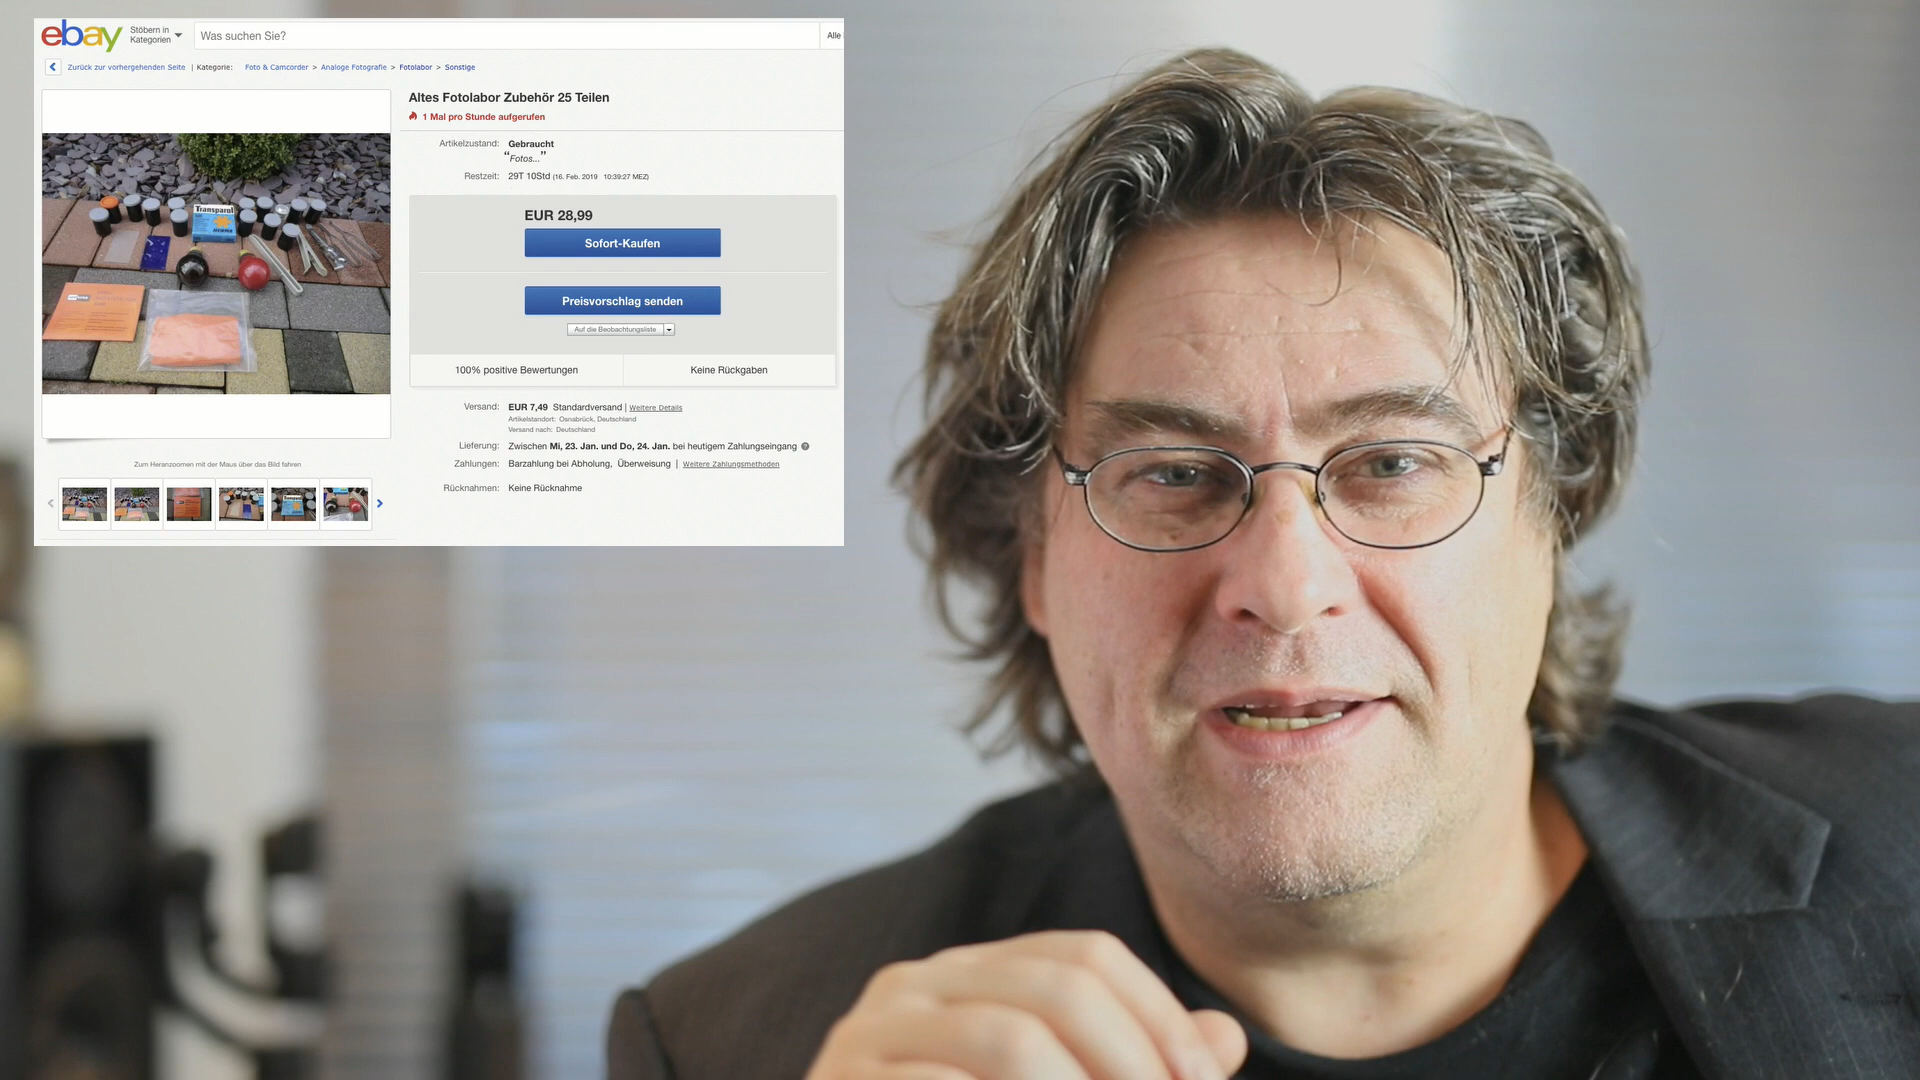 ebay
Stöbern in
Kategorien
Was suchen Sie?
Alle
Zurück zur vorhergehenden Seite | Kategorie: Foto & Camcorder > Analoge Fotografie > Fotolabor > Sonstige
Altes Fotolabor Zubehör 25 Teilen
1 Mal pro Stunde aufgerufen
Artikelzustand: Gebraucht
“Fotos...”
Restzeit: 29T 10Std (16. Feb. 2019 10:39:27 MEZ)
Transparol
EUR 28,99
Sofort-Kaufen
Preisvorschlag senden
Auf die Beobachtungsliste
100% positive Bewertungen
Keine Rückgaben
Versand: EUR 7,49 Standardversand | Weitere Details
Artikelstandort: Osnabrück, Deutschland
Versand nach: Deutschland
Lieferung: Zwischen Mi, 23. Jan. und Do, 24. Jan. bei heutigem Zahlungseingang
Zahlungen: Barzahlung bei Abholung, Überweisung | Weitere Zahlungsmethoden
Rücknahmen: Keine Rücknahme
Zum Heranzoomen mit der Maus über das Bild fahren